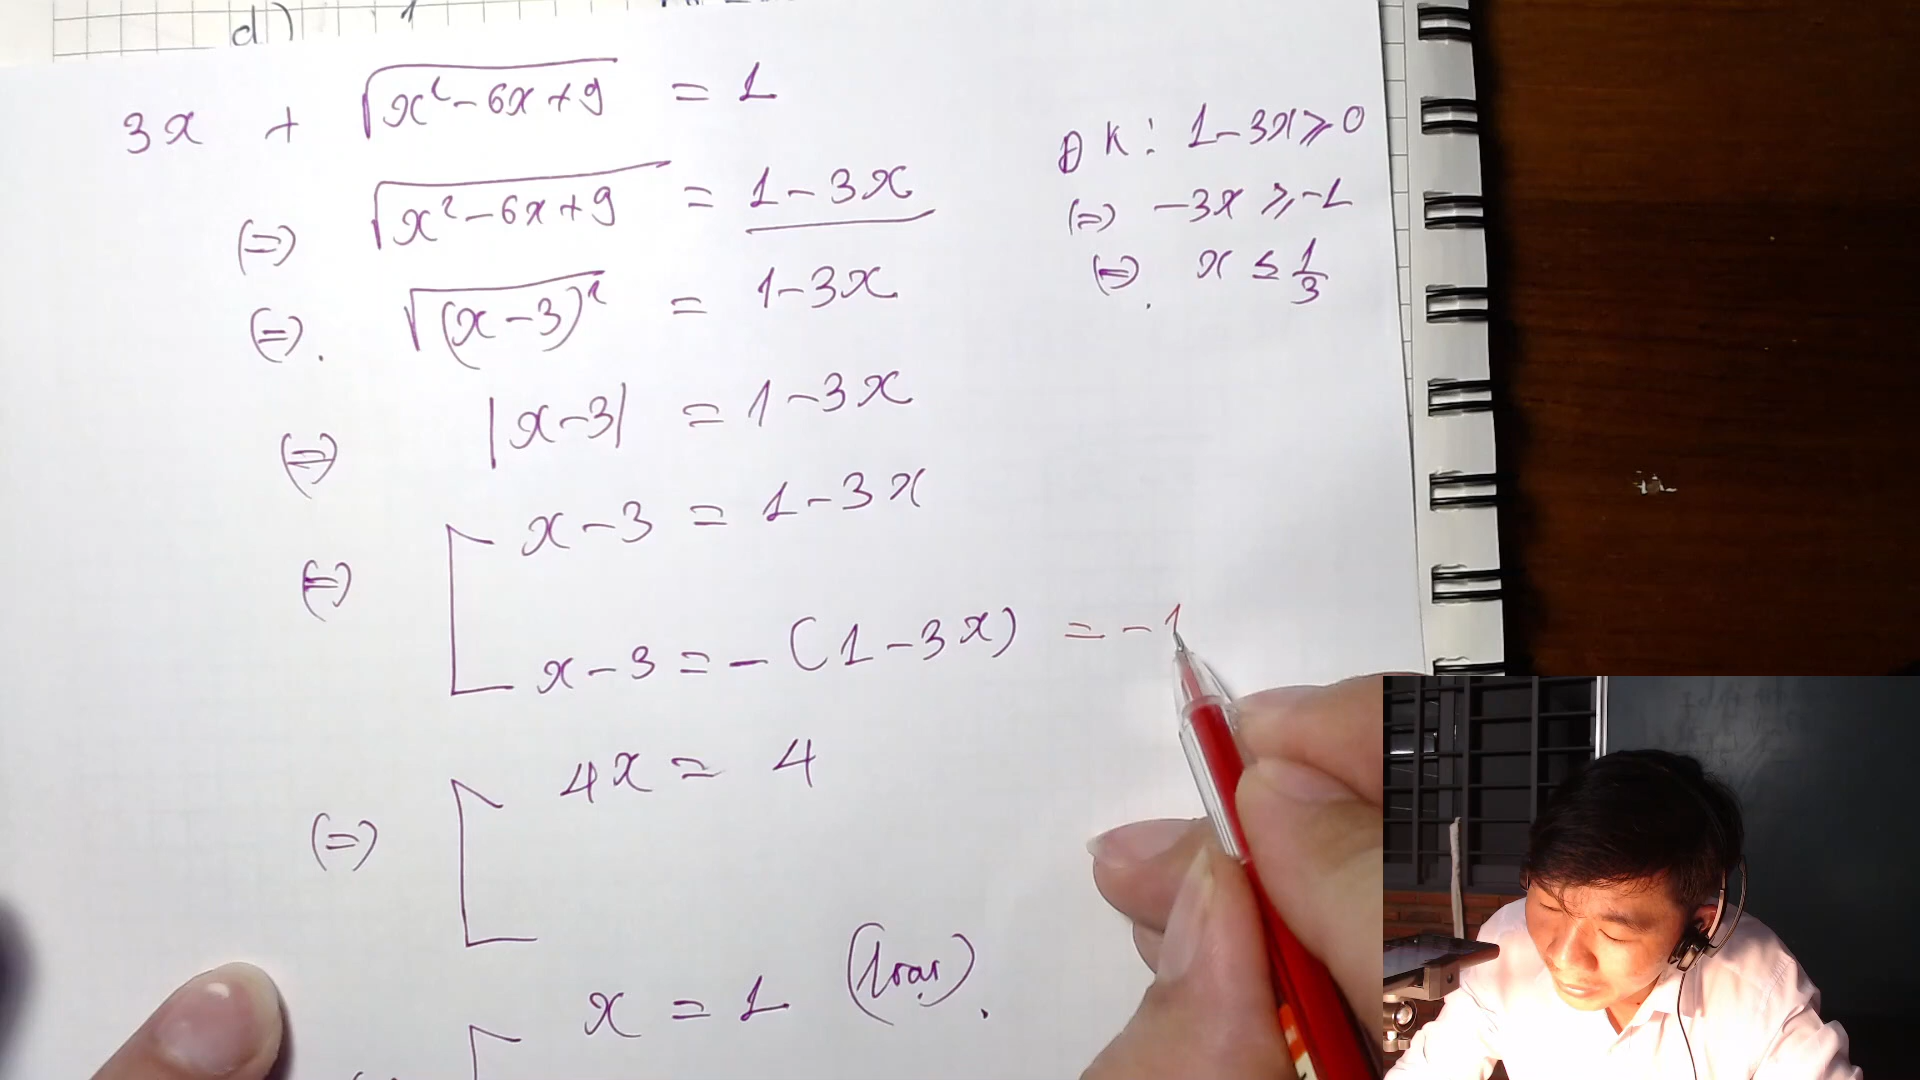 d) 1
3x + √(x²-6x+9) = 1
(=) √(x²-6x+9) = 1-3x
(=). √((x-3)²) = 1-3x
(=) |x-3| = 1-3x
(=) [ x-3 = 1-3x
x-3 = -(1-3x) = -1
(=) [ 4x = 4
[ x = 1 (loại).
ĐK: 1-3x ⩾ 0
(=) -3x ⩾ -1
(=). x ≤ 1/3